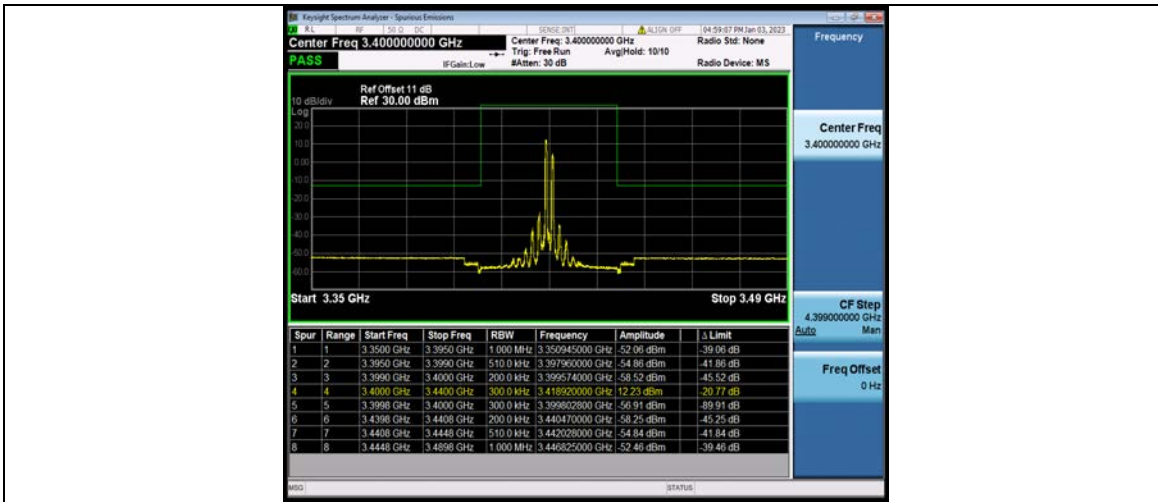 Keysight Spectrum Analyzer - Spurious Emissions
RL RF 50 Ω DC SENSE:INT ALIGN OFF 04:59:07 PM Jan 03, 2023
Center Freq 3.400000000 GHz Center Freq: 3.400000000 GHz Radio Std: None Frequency
Trig: Free Run Avg|Hold: 10/10
PASS IFGain:Low #Atten: 30 dB Radio Device: MS
Ref Offset 11 dB
10 dB/div Ref 30.00 dBm
Log
20.0
10.0
0.00
-10.0
-20.0
-30.0
-40.0
-50.0
-60.0
Start 3.35 GHz Stop 3.49 GHz
Center Freq
3.400000000 GHz
CF Step
4.399000000 GHz
Auto Man
Freq Offset
0 Hz
Spur Range Start Freq Stop Freq RBW Frequency Amplitude Δ Limit
1 1 3.3500 GHz 3.3950 GHz 1.000 MHz 3.350945000 GHz -52.06 dBm -39.06 dB
2 2 3.3950 GHz 3.3990 GHz 510.0 kHz 3.397960000 GHz -54.86 dBm -41.86 dB
3 3 3.3990 GHz 3.4000 GHz 200.0 kHz 3.399574000 GHz -58.52 dBm -45.52 dB
4 4 3.4000 GHz 3.4400 GHz 300.0 kHz 3.418920000 GHz 12.23 dBm -20.77 dB
5 5 3.3998 GHz 3.4000 GHz 300.0 kHz 3.399802800 GHz -56.91 dBm -89.91 dB
6 6 3.4398 GHz 3.4408 GHz 200.0 kHz 3.440470000 GHz -58.25 dBm -45.25 dB
7 7 3.4408 GHz 3.4448 GHz 510.0 kHz 3.442028000 GHz -54.84 dBm -41.84 dB
8 8 3.4448 GHz 3.4898 GHz 1.000 MHz 3.446825000 GHz -52.46 dBm -39.46 dB
MSG STATUS